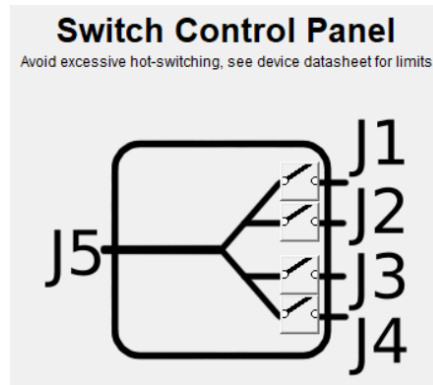 Switch Control Panel
Avoid excessive hot-switching, see device datasheet for limits
J1
J2
J5
J3
J4